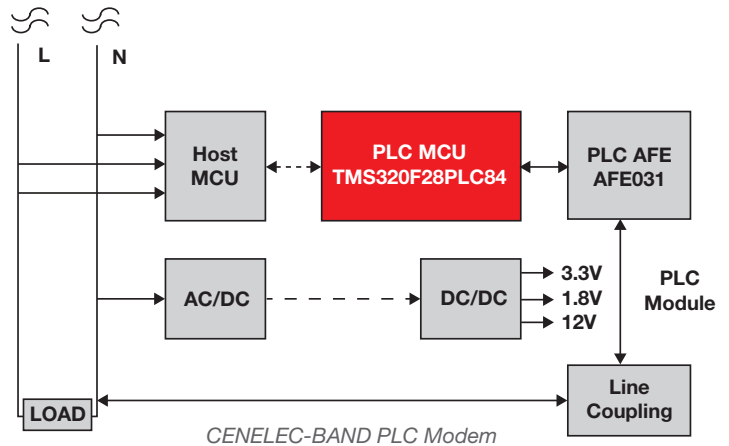 L
N
Host
MCU
PLC MCU
TMS320F28PLC84
PLC AFE
AFE031
AC/DC
DC/DC
3.3V
1.8V
12V
PLC
Module
LOAD
Line
Coupling
CENELEC-BAND PLC Modem